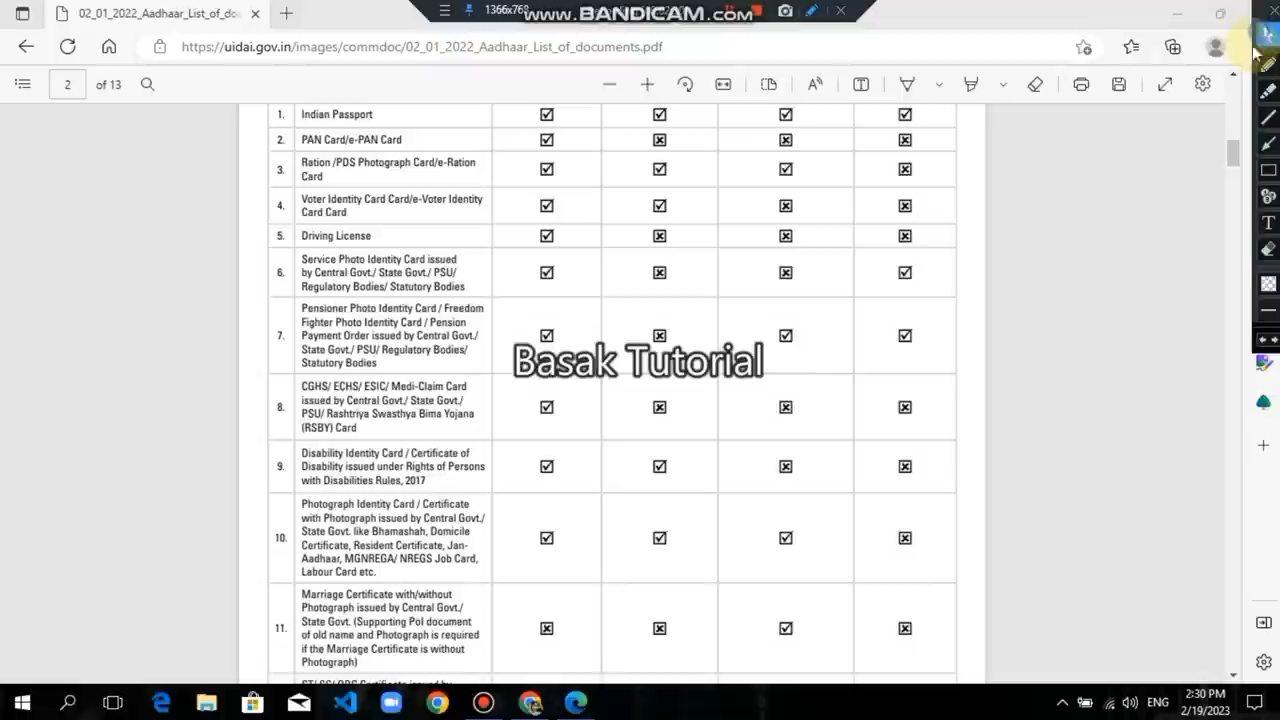 02_01_2022_Aadhaar_List_of_docu
1366x768
www.BANDICAM.com
https://uidai.gov.in/images/commdoc/02_01_2022_Aadhaar_List_of_documents.pdf
2 of 13
1. Indian Passport
2. PAN Card/e-PAN Card
3. Ration /PDS Photograph Card/e-Ration
Card
4. Voter Identity Card Card/e-Voter Identity
Card Card
5. Driving License
6. Service Photo Identity Card issued
by Central Govt./ State Govt./ PSU/
Regulatory Bodies/ Statutory Bodies
7. Pensioner Photo Identity Card / Freedom
Fighter Photo Identity Card / Pension
Payment Order issued by Central Govt./
State Govt./ PSU/ Regulatory Bodies/
Statutory Bodies
Basak Tutorial
8. CGHS/ ECHS/ ESIC/ Medi-Claim Card
issued by Central Govt./ State Govt./
PSU/ Rashtriya Swasthya Bima Yojana
(RSBY) Card
9. Disability Identity Card / Certificate of
Disability issued under Rights of Persons
with Disabilities Rules, 2017
10. Photograph Identity Card / Certificate
with Photograph issued by Central Govt./
State Govt. like Bhamashah, Domicile
Certificate, Resident Certificate, Jan-
Aadhaar, MGNREGA/ NREGS Job Card,
Labour Card etc.
11. Marriage Certificate with/without
Photograph issued by Central Govt./
State Govt. (Supporting PoI document
of old name and Photograph is required
if the Marriage Certificate is without
Photograph)
ENG
2:30 PM
2/19/2023